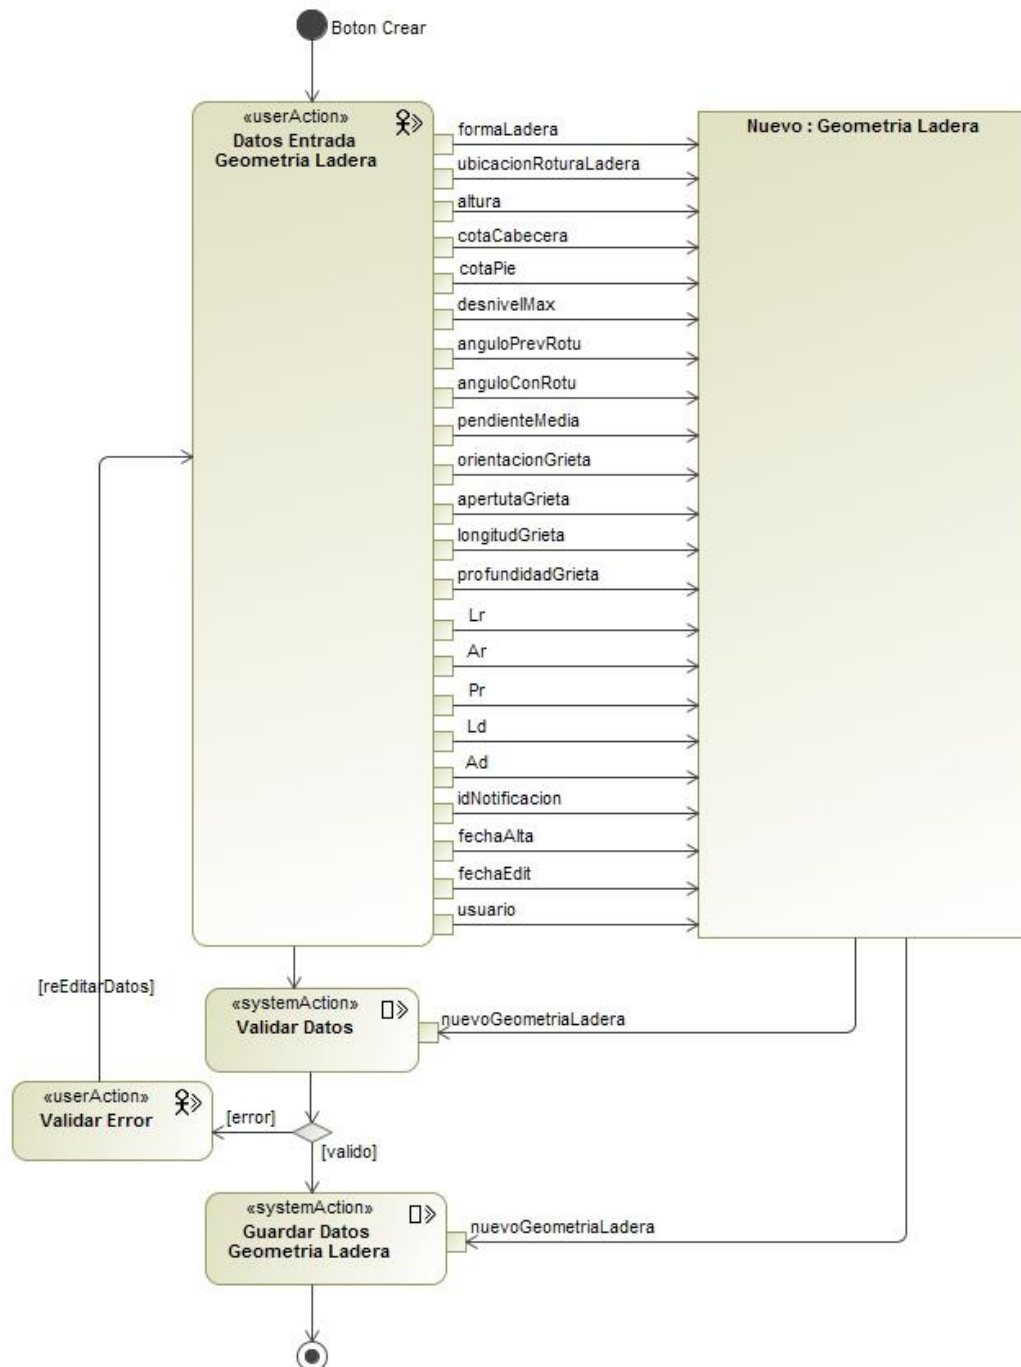 Boton Crear
«userAction»
Datos Entrada
Geometria Ladera
Nuevo : Geometria Ladera
formaLadera
ubicacionRoturaLadera
altura
cotaCabecera
cotaPie
desnivelMax
anguloPrevRotu
anguloConRotu
pendienteMedia
orientacionGrieta
apertutaGrieta
longitudGrieta
profundidadGrieta
Lr
Ar
Pr
Ld
Ad
idNotificacion
fechaAlta
fechaEdit
usuario
[reEditarDatos]
«systemAction»
Validar Datos
nuevoGeometriaLadera
«userAction»
Validar Error
[error]
[valido]
«systemAction»
Guardar Datos
Geometria Ladera
nuevoGeometriaLadera